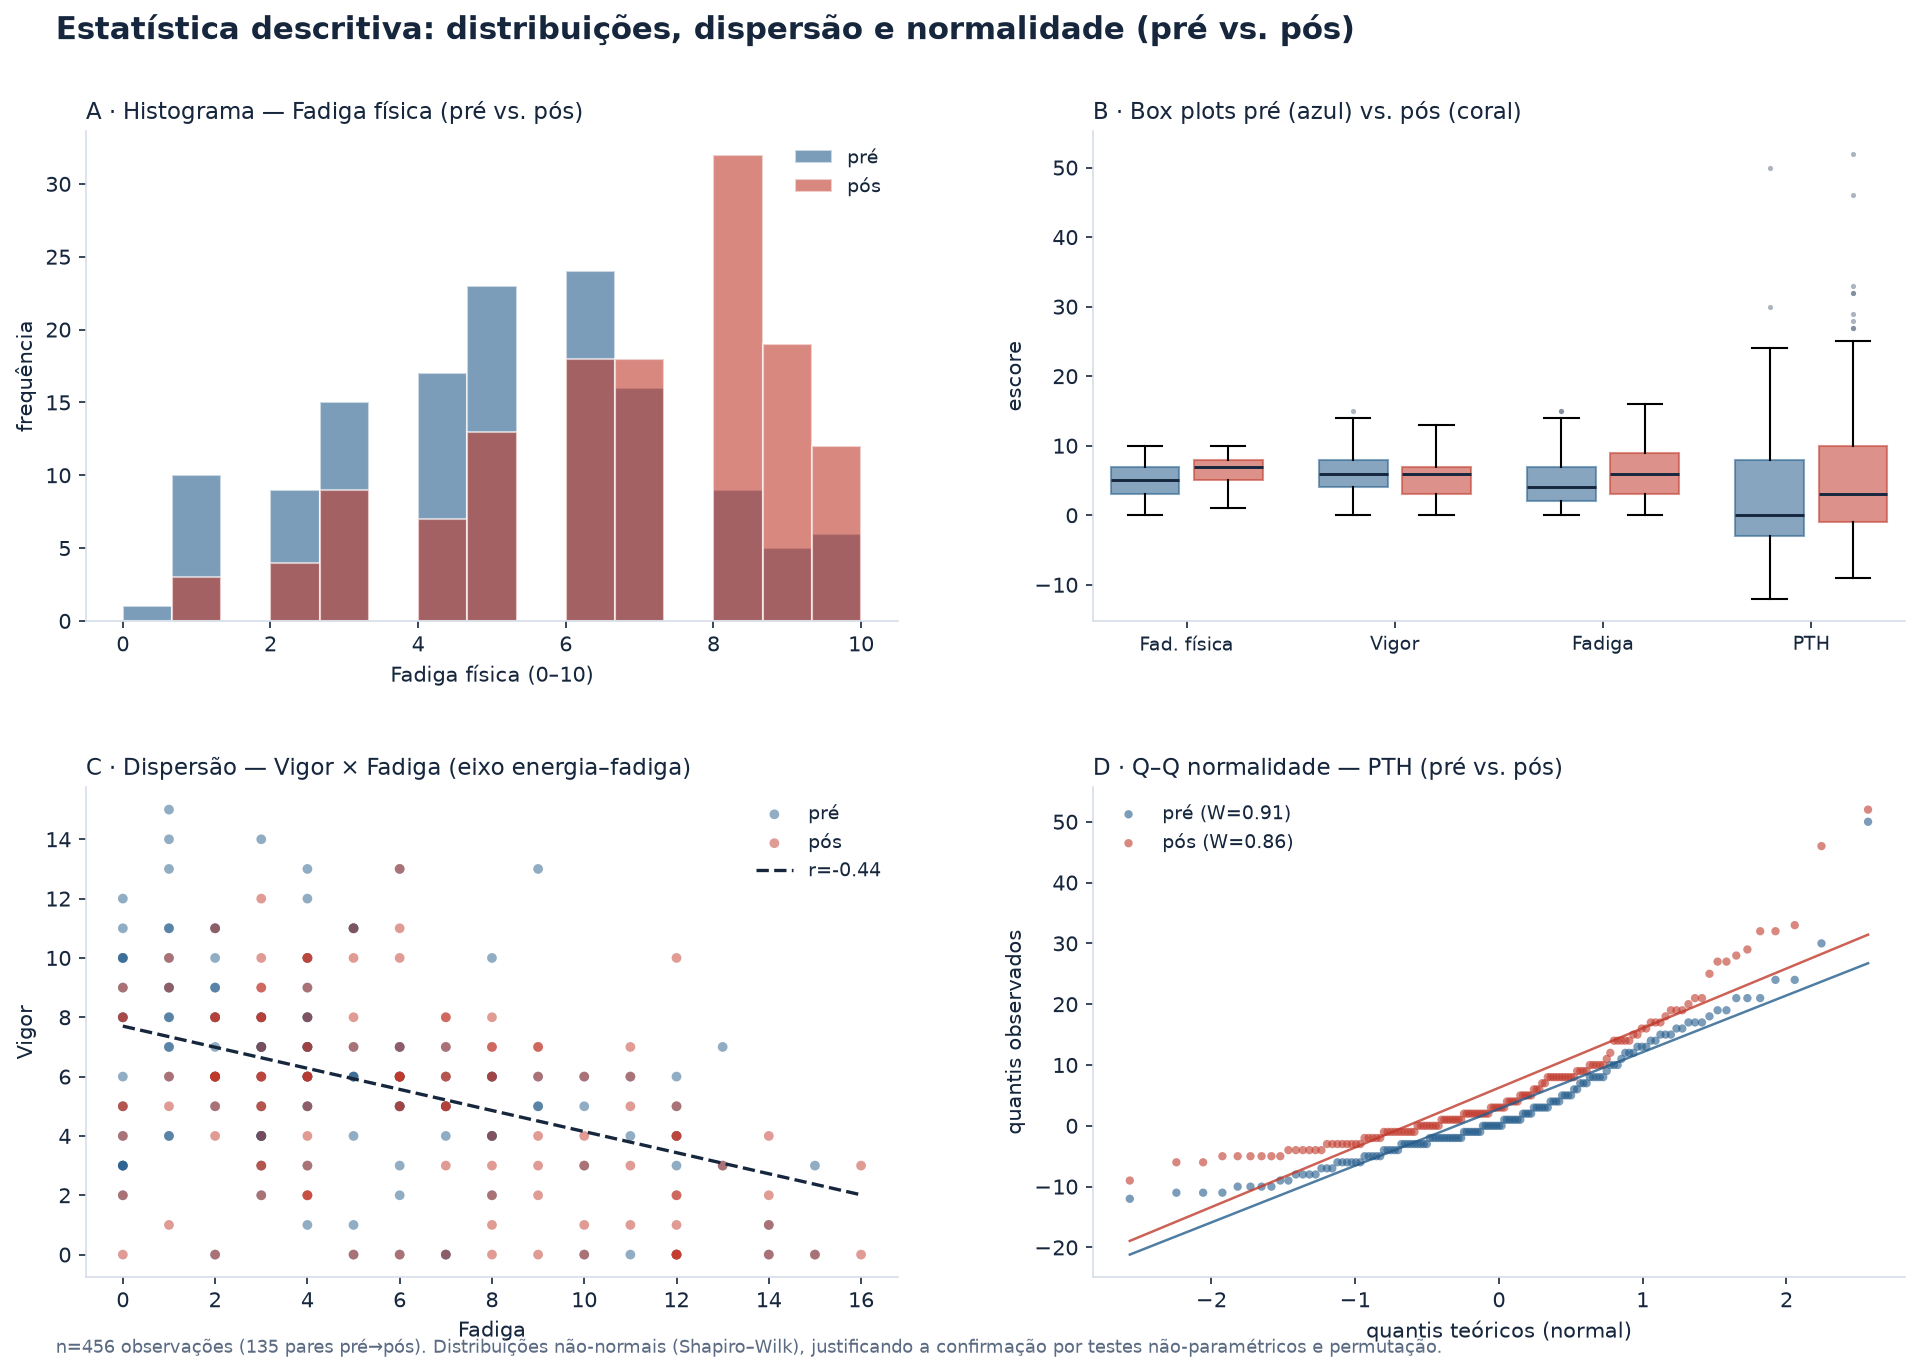 Estatística descritiva: distribuições, dispersão e normalidade (pré vs. pós)
A · Histograma — Fadiga física (pré vs. pós)
frequência
30
25
20
15
10
5
0
pré
pós
0 2 4 6 8 10
Fadiga física (0–10)
B · Box plots pré (azul) vs. pós (coral)
escore
50
40
30
20
10
0
−10
Fad. física Vigor Fadiga PTH
C · Dispersão — Vigor × Fadiga (eixo energia–fadiga)
Vigor
14
12
10
8
6
4
2
0
pré
pós
r=-0.44
0 2 4 6 8 10 12 14 16
Fadiga
D · Q–Q normalidade — PTH (pré vs. pós)
quantis observados
50
40
30
20
10
0
−10
−20
pré (W=0.91)
pós (W=0.86)
−2 −1 0 1 2
quantis teóricos (normal)
n=456 observações (135 pares pré→pós). Distribuições não-normais (Shapiro–Wilk), justificando a confirmação por testes não-paramétricos e permutação.